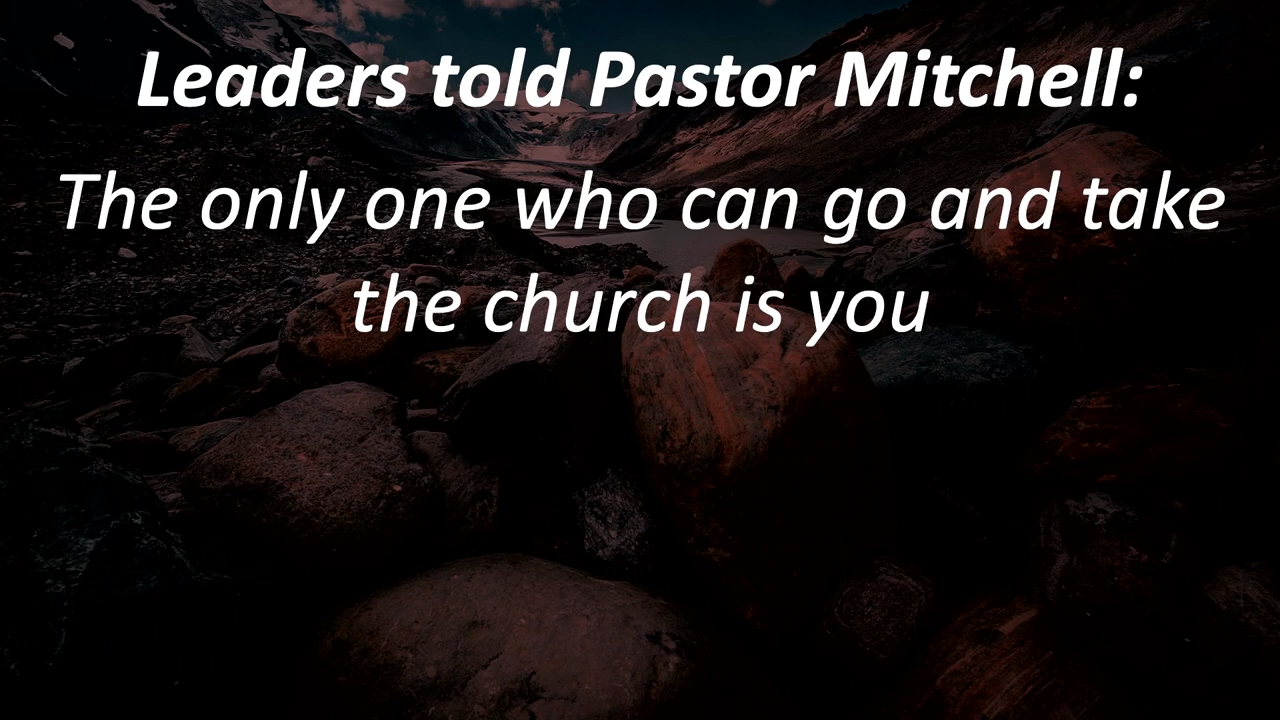 Leaders told Pastor Mitchell:
The only one who can go and take
the church is you